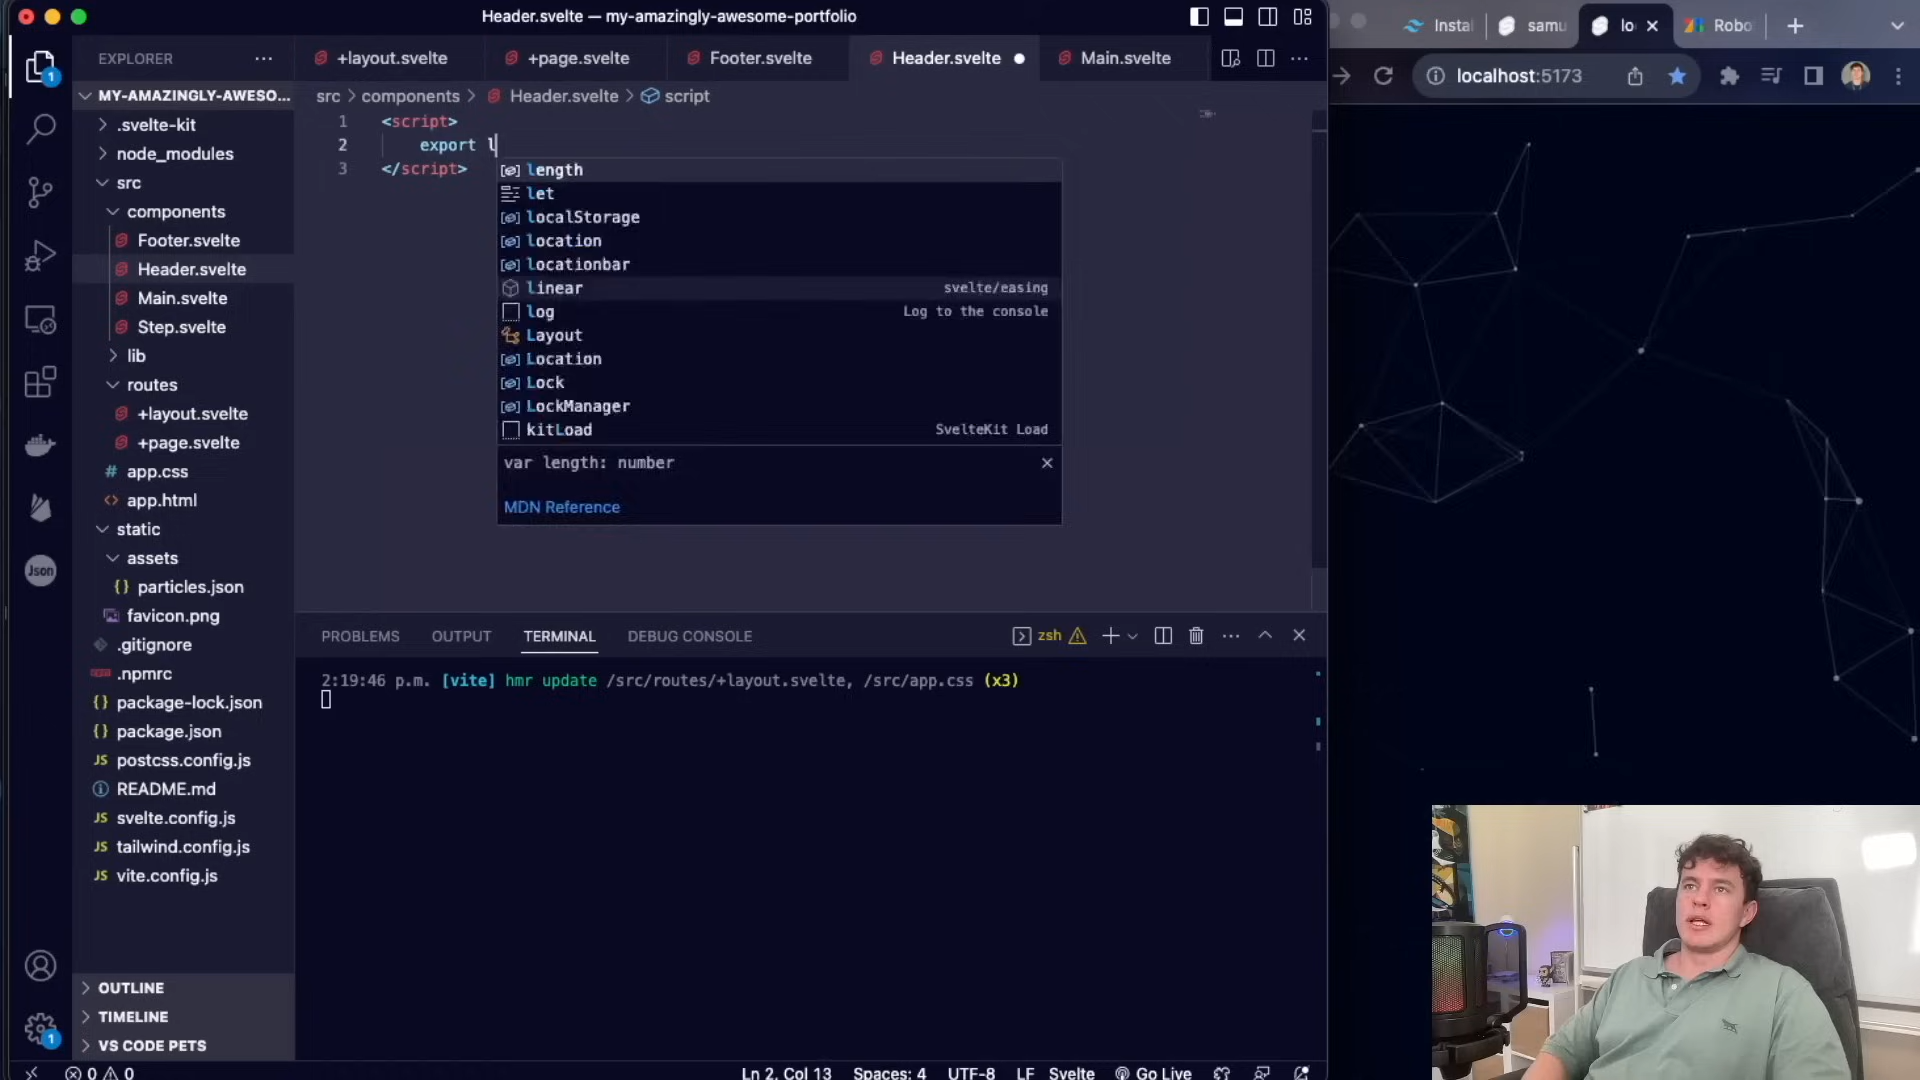 Header.svelte — my-amazingly-awesome-portfolio
EXPLORER
+layout.svelte
+page.svelte
Footer.svelte
Header.svelte
Main.svelte
Instal
samu
lo
Robo
localhost:5173
MY-AMAZINGLY-AWESO...
src > components > Header.svelte > script
.svelte-kit
node_modules
src
components
Footer.svelte
Header.svelte
Main.svelte
Step.svelte
lib
routes
+layout.svelte
+page.svelte
app.css
app.html
static
assets
particles.json
favicon.png
.gitignore
.npmrc
package-lock.json
package.json
postcss.config.js
README.md
svelte.config.js
tailwind.config.js
vite.config.js
OUTLINE
TIMELINE
VS CODE PETS
1 <script>
2 export l
3 </script>
length
let
localStorage
location
locationbar
linear svelte/easing
log Log to the console
Layout
Location
Lock
LockManager
kitLoad SvelteKit Load
var length: number
MDN Reference
PROBLEMS OUTPUT TERMINAL DEBUG CONSOLE
zsh
2:19:46 p.m. [vite] hmr update /src/routes/+layout.svelte, /src/app.css (x3)
Json
1
1
0 0
Ln 2, Col 13 Spaces: 4 UTF-8 LF Svelte Go Live